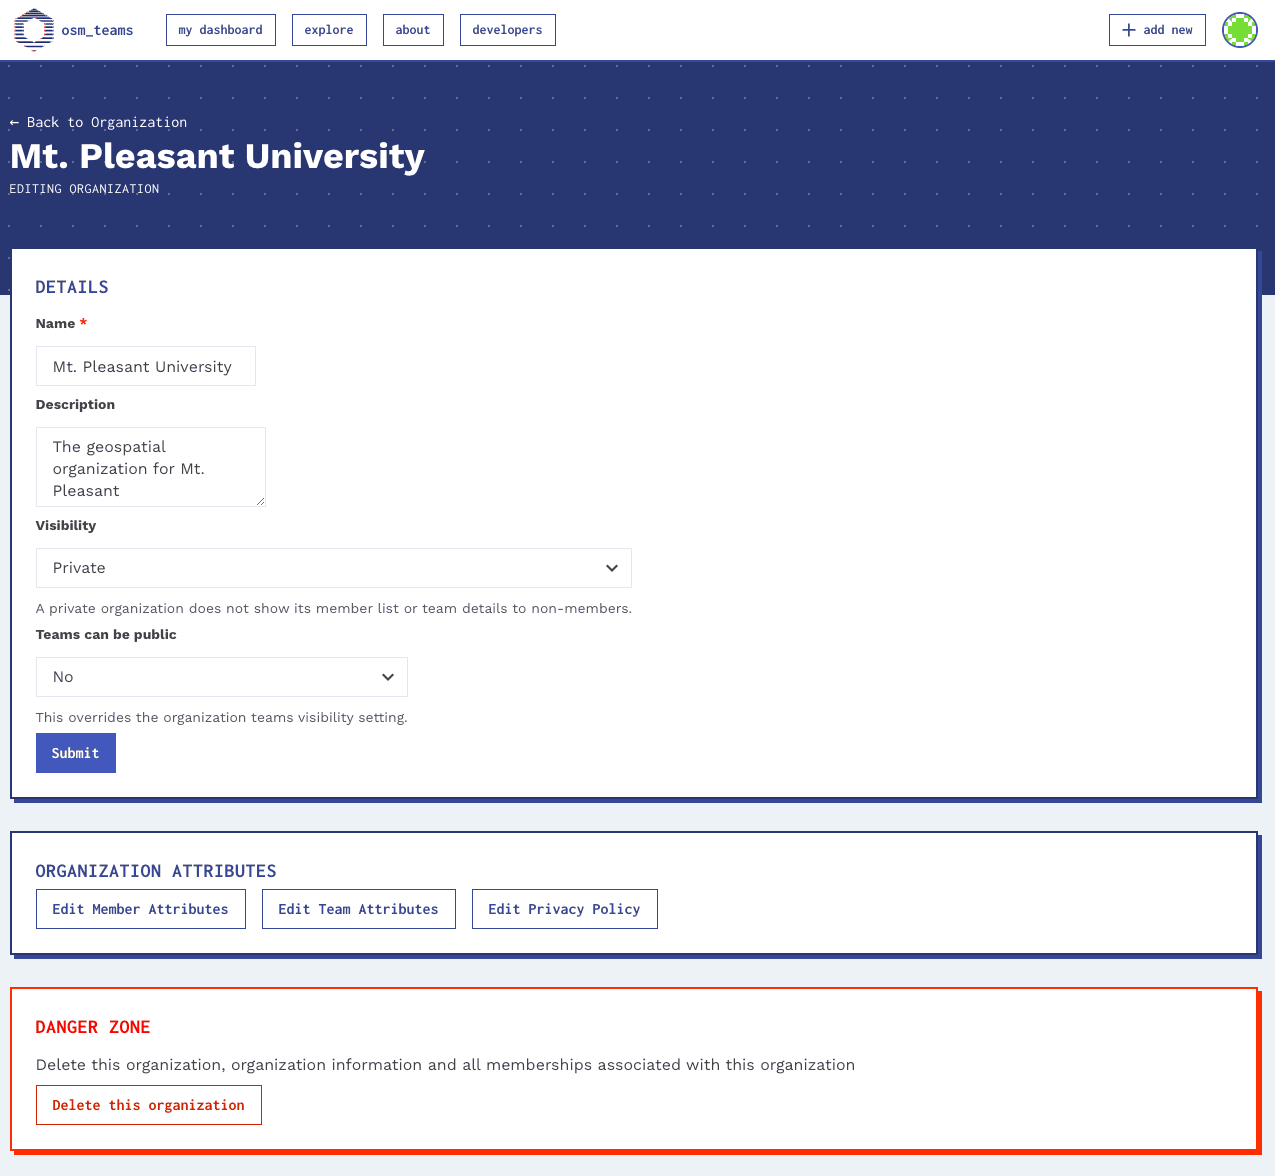 osm_teams my dashboard explore about developers + add new
← Back to Organization
Mt. Pleasant University
EDITING ORGANIZATION
DETAILS
Name *
Mt. Pleasant University
Description
The geospatial
organization for Mt.
Pleasant
Visibility
Private
A private organization does not show its member list or team details to non-members.
Teams can be public
No
This overrides the organization teams visibility setting.
Submit
ORGANIZATION ATTRIBUTES
Edit Member Attributes Edit Team Attributes Edit Privacy Policy
DANGER ZONE
Delete this organization, organization information and all memberships associated with this organization
Delete this organization